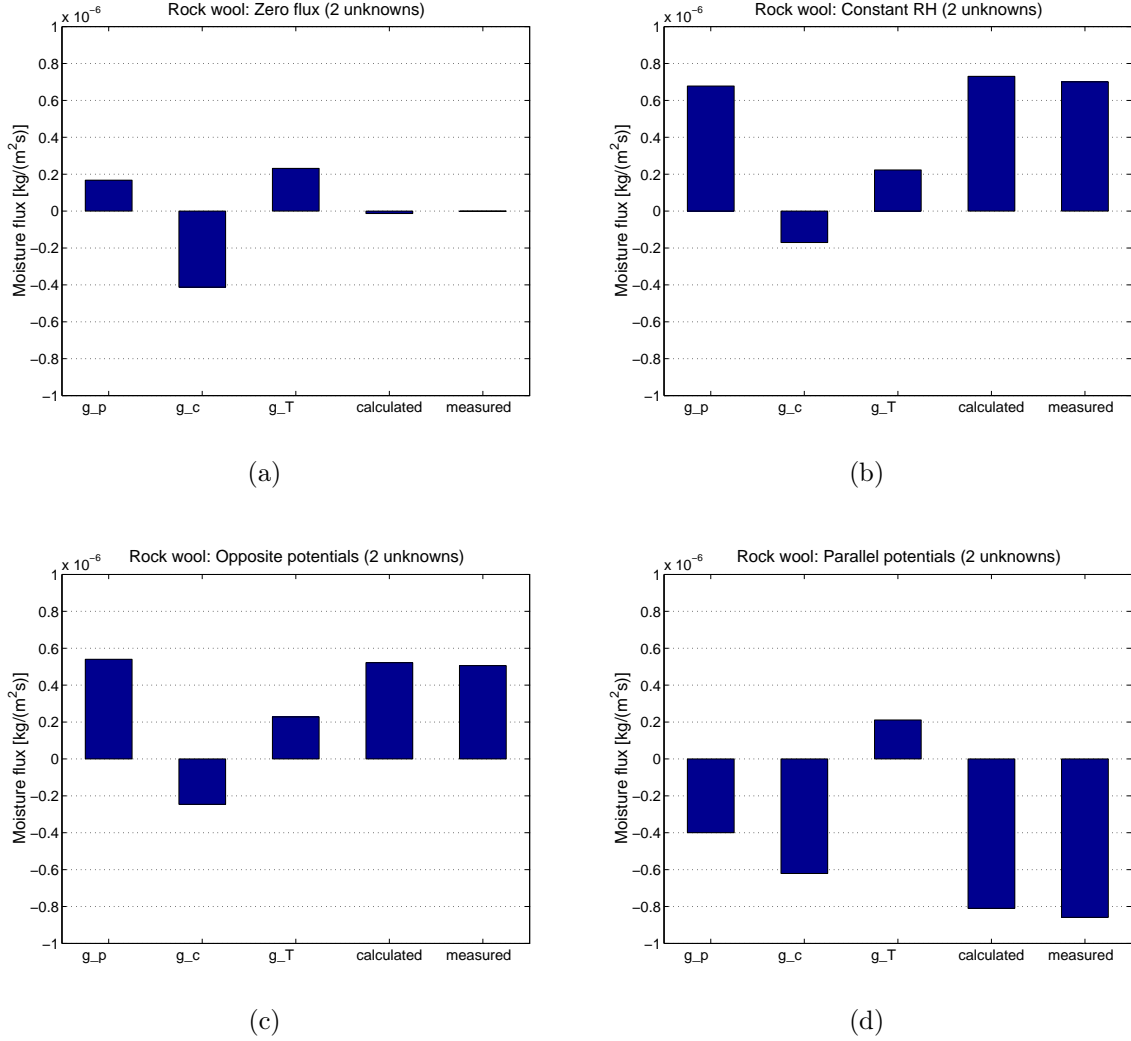 Rock wool: Zero flux (2 unknowns)
x 10⁻⁶
1
0.8
0.6
0.4
0.2
0
−0.2
−0.4
−0.6
−0.8
−1
Moisture flux [kg/(m²s)]
g_p g_c g_T calculated measured
(a)
Rock wool: Constant RH (2 unknowns)
x 10⁻⁶
1
0.8
0.6
0.4
0.2
0
−0.2
−0.4
−0.6
−0.8
−1
Moisture flux [kg/(m²s)]
g_p g_c g_T calculated measured
(b)
Rock wool: Opposite potentials (2 unknowns)
x 10⁻⁶
1
0.8
0.6
0.4
0.2
0
−0.2
−0.4
−0.6
−0.8
−1
Moisture flux [kg/(m²s)]
g_p g_c g_T calculated measured
(c)
Rock wool: Parallel potentials (2 unknowns)
x 10⁻⁶
1
0.8
0.6
0.4
0.2
0
−0.2
−0.4
−0.6
−0.8
−1
Moisture flux [kg/(m²s)]
g_p g_c g_T calculated measured
(d)